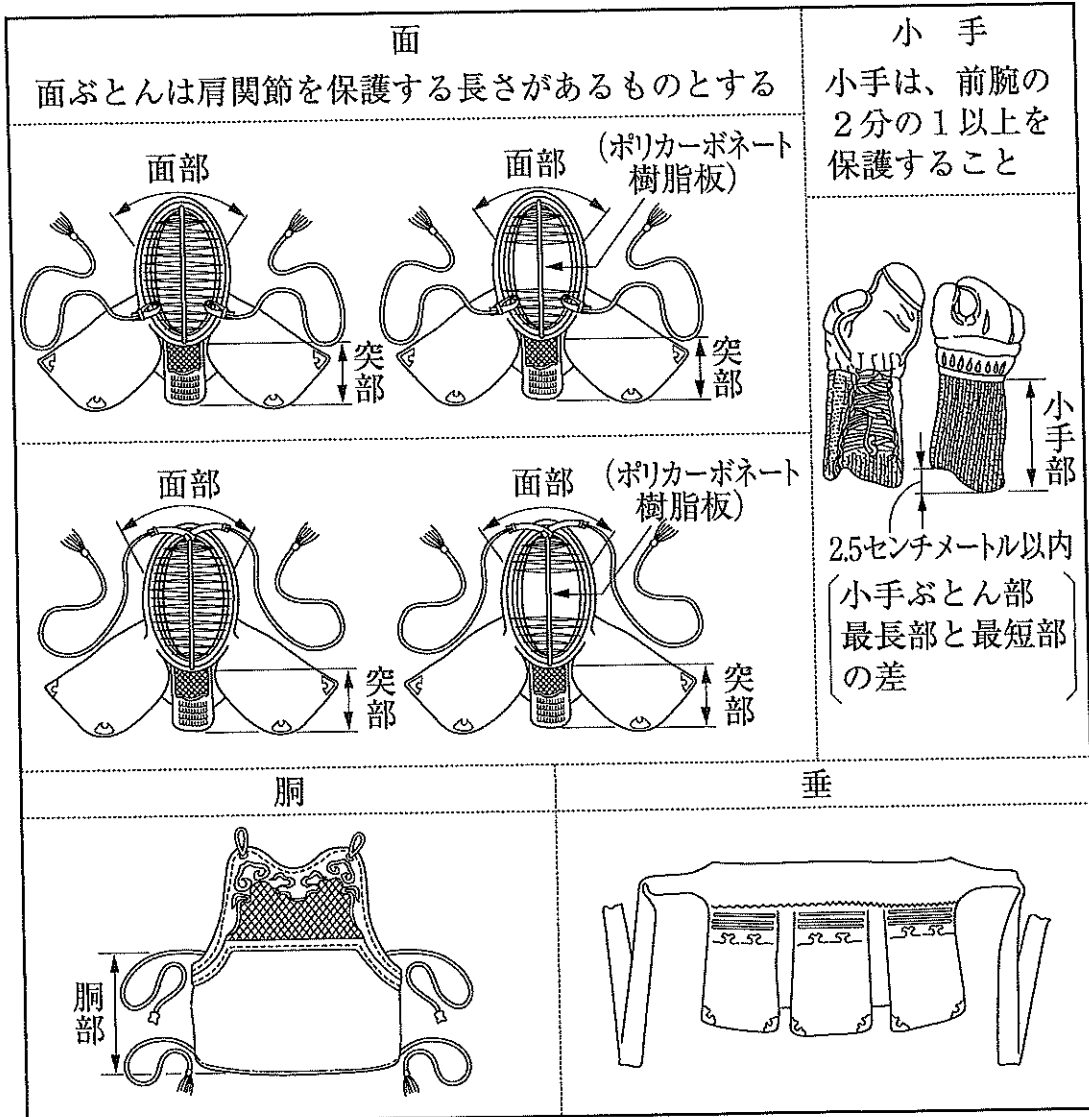 面
面ぶとんは肩関節を保護する長さがあるものとする
面部
突部
面部
(ポリカーボネート
樹脂板)
突部
面部
突部
面部
(ポリカーボネート
樹脂板)
突部
小 手
小手は、前腕の
2分の1以上を
保護すること
小手部
2.5センチメートル以内
小手ぶとん部
最長部と最短部
の差
胴
胴部
垂